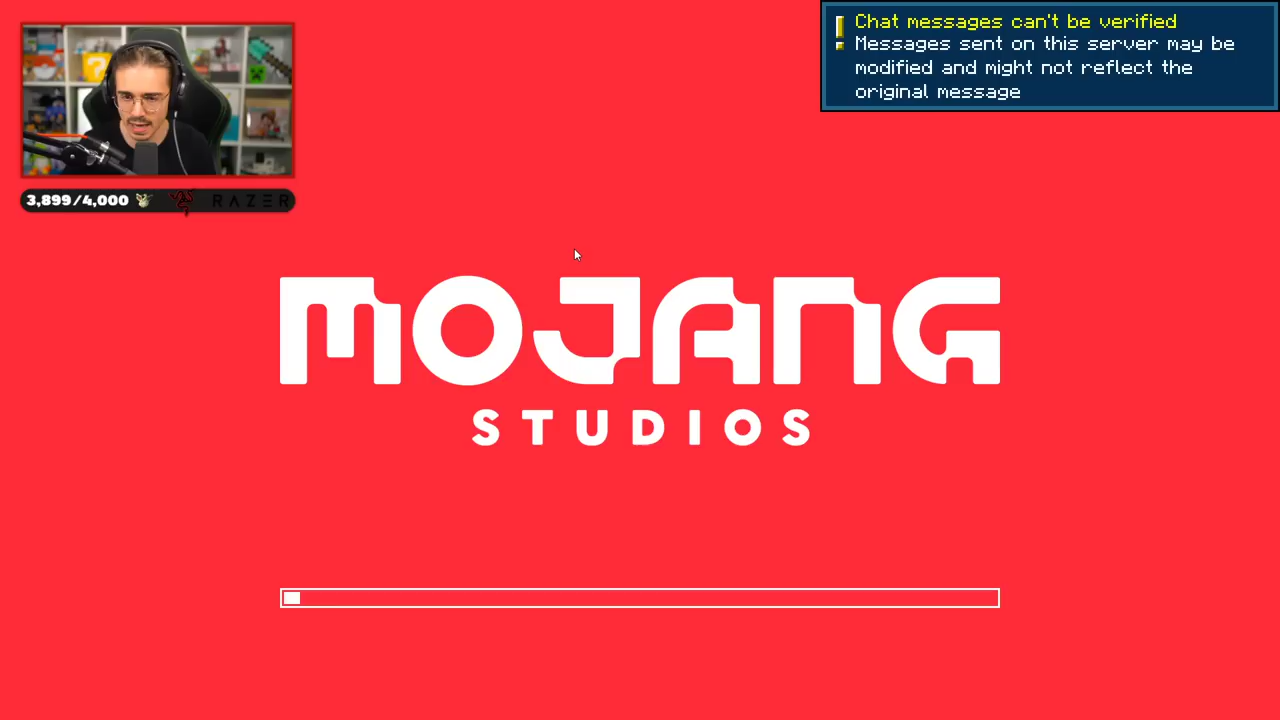 Chat messages can't be verified
Messages sent on this server may be
modified and might not reflect the
original message
3,899/4,000 RAZER
MOJANG
STUDIOS